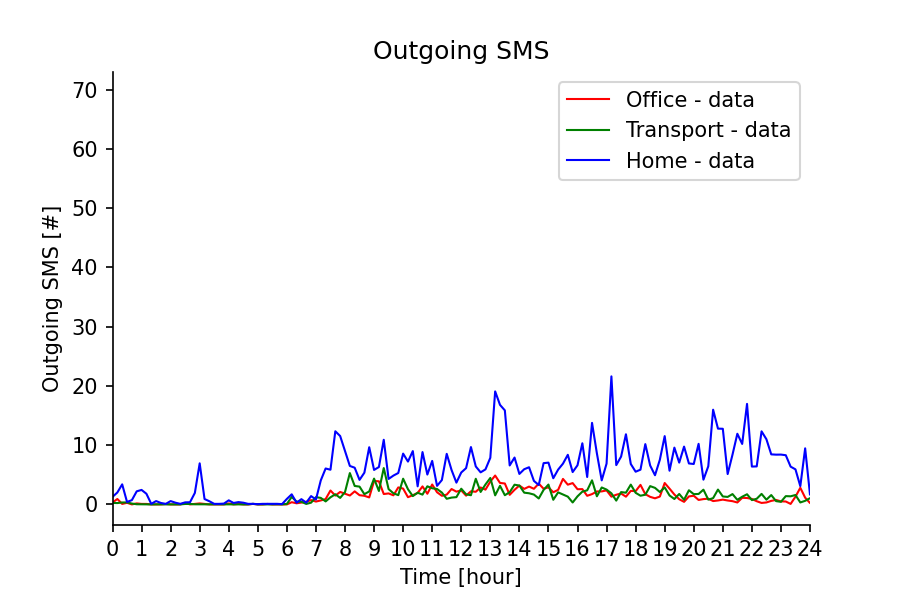 Outgoing SMS
Office - data
Transport - data
Home - data
70
60
50
40
30
20
10
0
Outgoing SMS [#]
0 1 2 3 4 5 6 7 8 9 10 11 12 13 14 15 16 17 18 19 20 21 22 23 24
Time [hour]